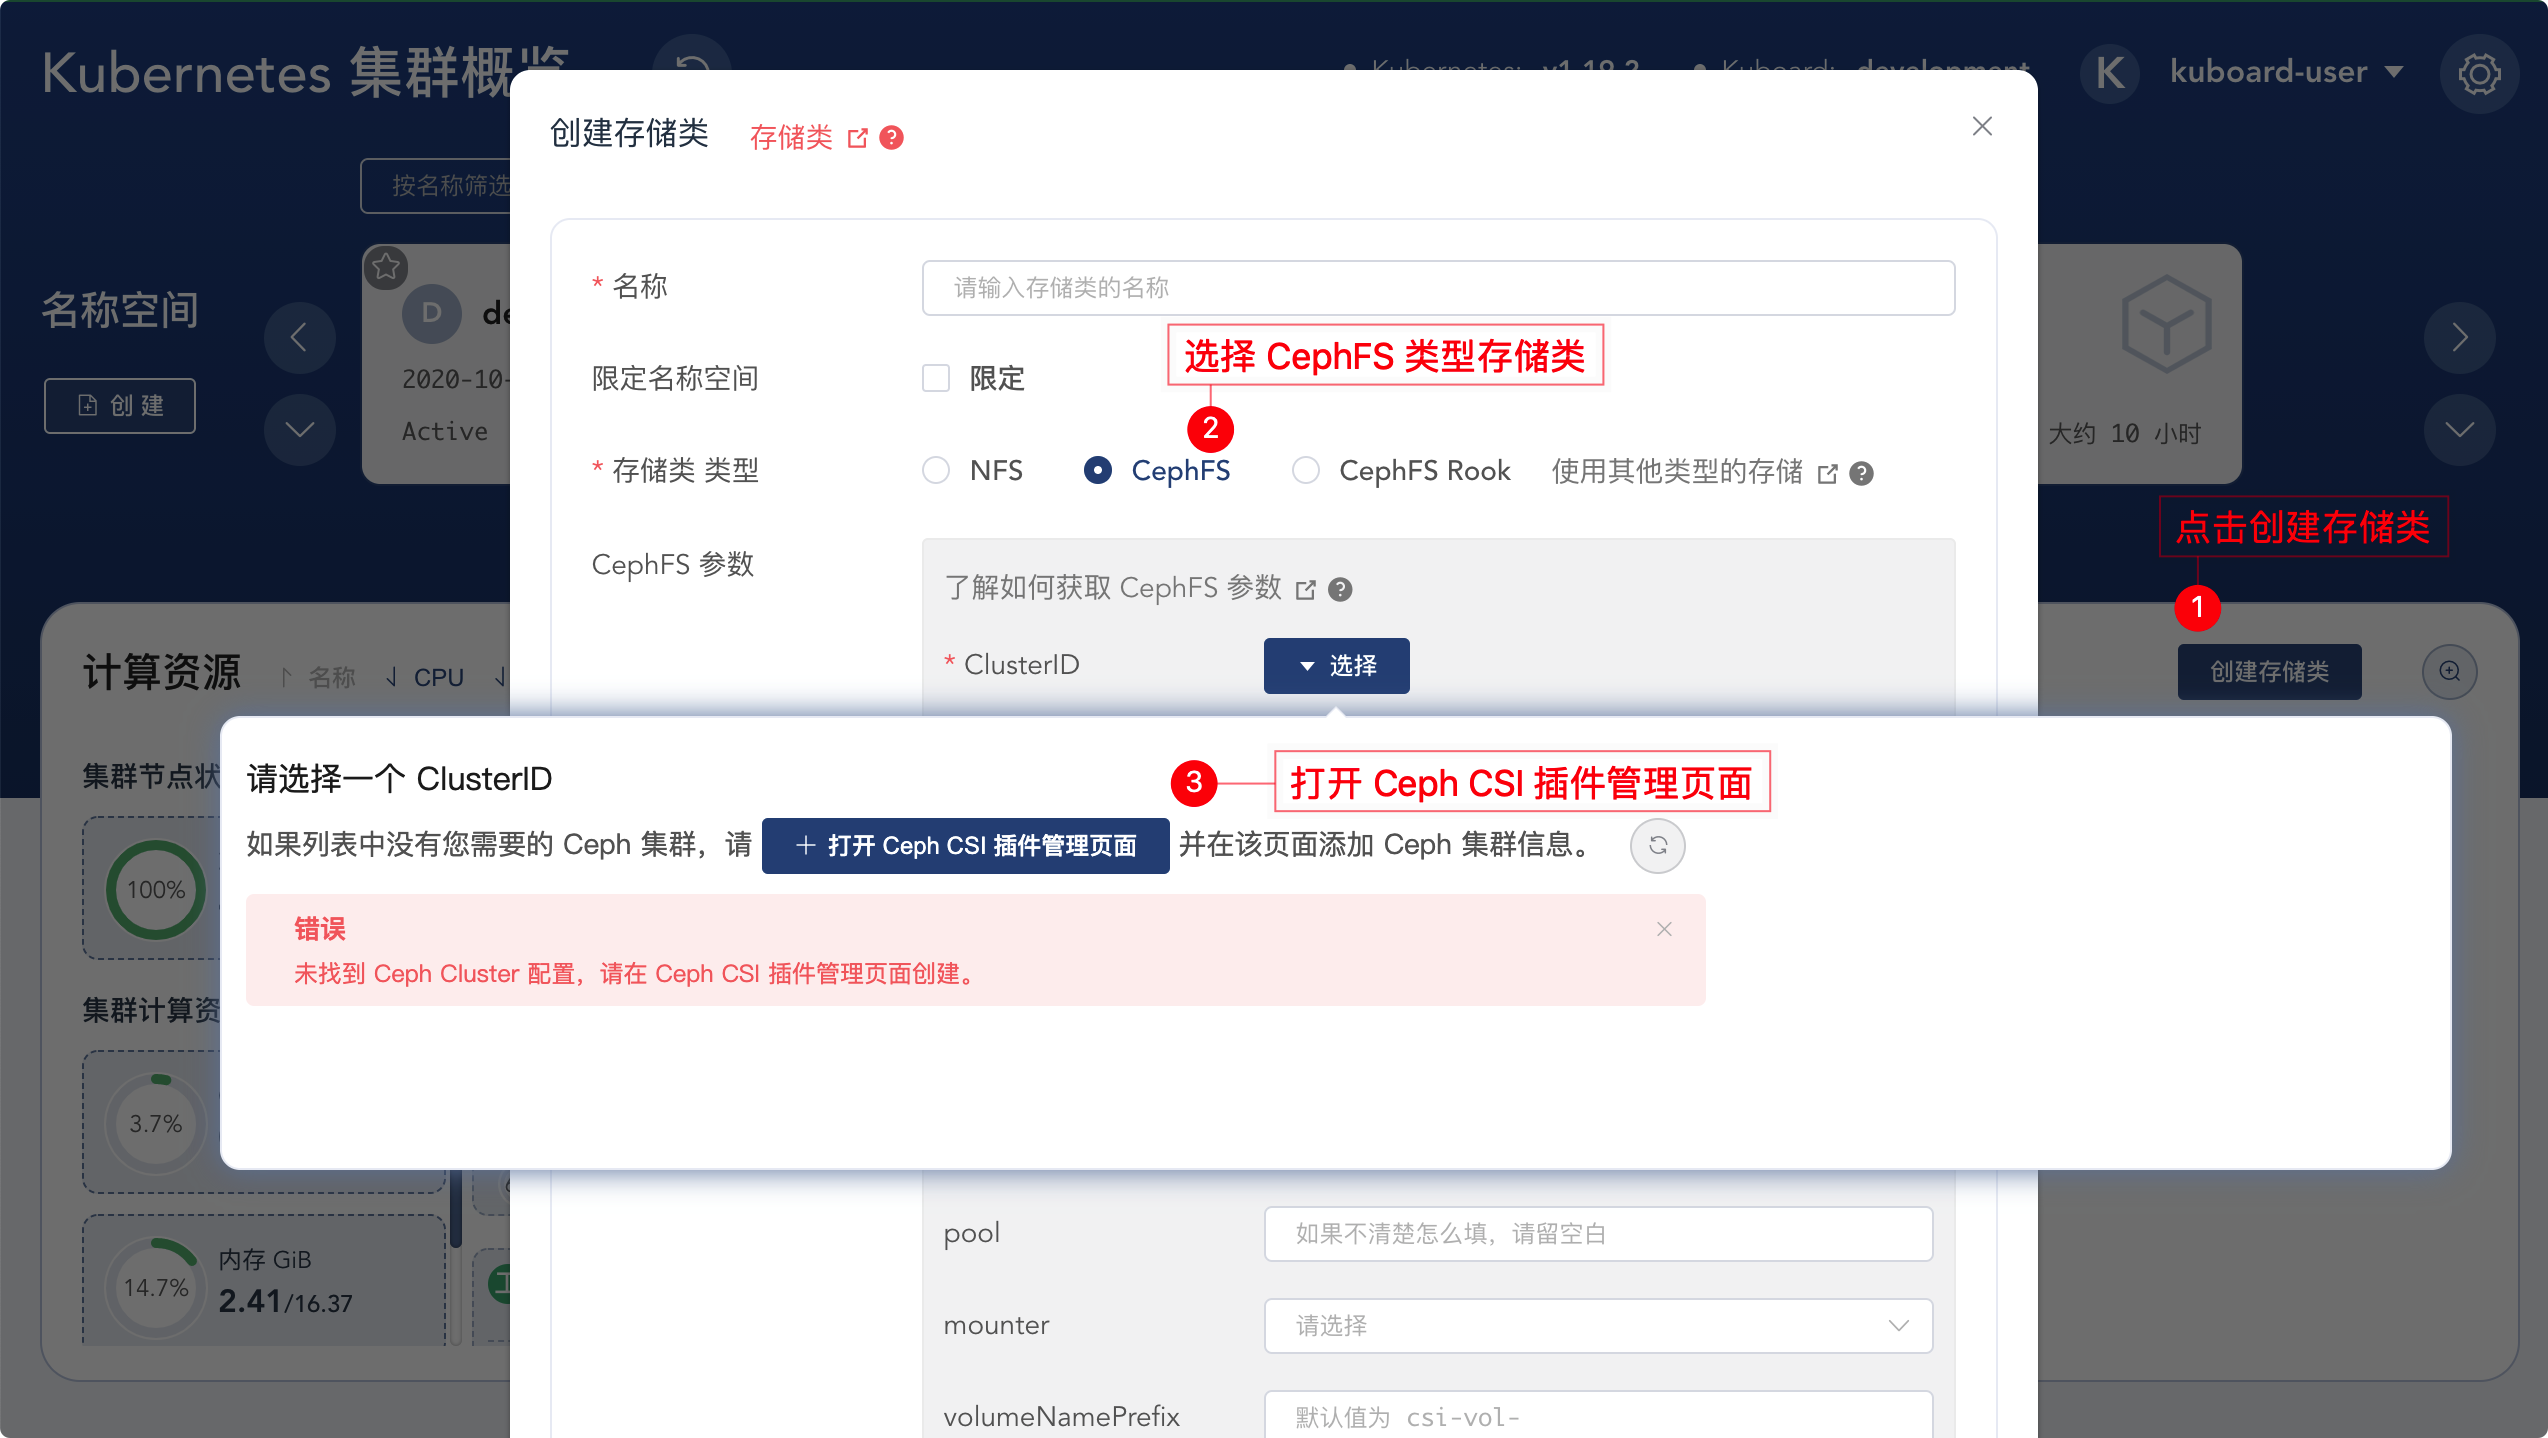 Kubernetes 集群概览
Kubernetes: v1.19.2
Kuboard: development
K
kuboard-user
创建存储类
存储类
按名称筛选
* 名称
请输入存储类的名称
选择 CephFS 类型存储类
2
名称空间
创 建
D
de
2020-10-
Active
限定名称空间
限定
大约 10 小时
* 存储类 类型
NFS
CephFS
CephFS Rook
使用其他类型的存储
点击创建存储类
1
CephFS 参数
了解如何获取 CephFS 参数
* ClusterID
选择
计算资源
名称
CPU
创建存储类
集群节点状
请选择一个 ClusterID
3
打开 Ceph CSI 插件管理页面
如果列表中没有您需要的 Ceph 集群，请
打开 Ceph CSI 插件管理页面
并在该页面添加 Ceph 集群信息。
100%
错误
未找到 Ceph Cluster 配置，请在 Ceph CSI 插件管理页面创建。
集群计算资
3.7%
14.7%
内存 GiB
2.41/16.37
工
pool
如果不清楚怎么填，请留空白
mounter
请选择
volumeNamePrefix
默认值为 csi-vol-